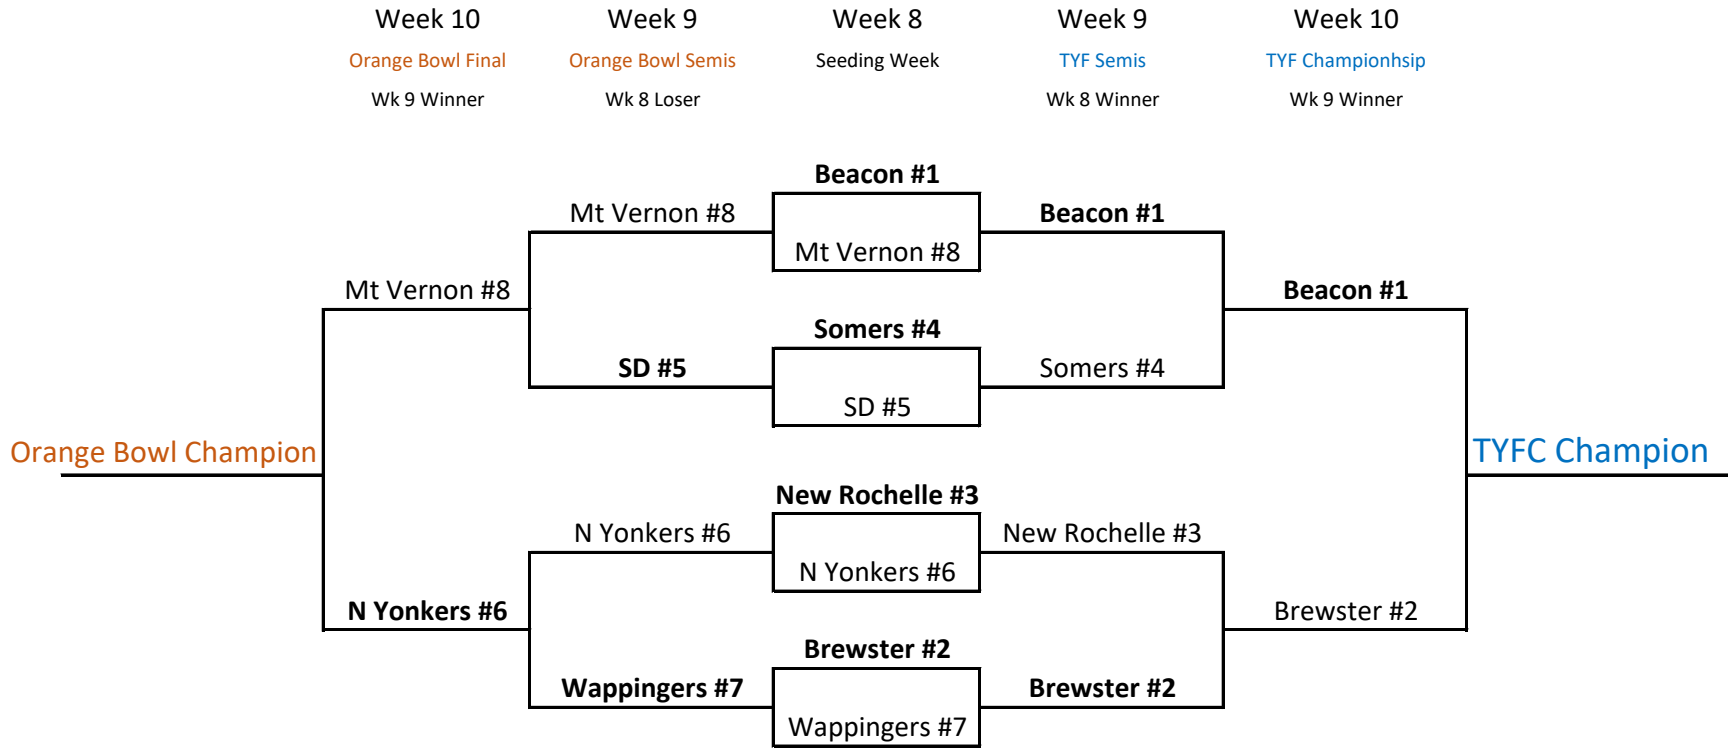 Week 10 Week 9 Week 8 Week 9 Week 10
Orange Bowl Final Orange Bowl Semis Seeding Week TYF Semis TYF Championhsip
Wk 9 Winner Wk 8 Loser Wk 8 Winner Wk 9 Winner
Beacon #1
Mt Vernon #8 Beacon #1
Mt Vernon #8
Mt Vernon #8 Beacon #1
Somers #4
SD #5 Somers #4
SD #5
Orange Bowl Champion TYFC Champion
New Rochelle #3
N Yonkers #6 New Rochelle #3
N Yonkers #6
N Yonkers #6 Brewster #2
Brewster #2
Wappingers #7 Brewster #2
Wappingers #7